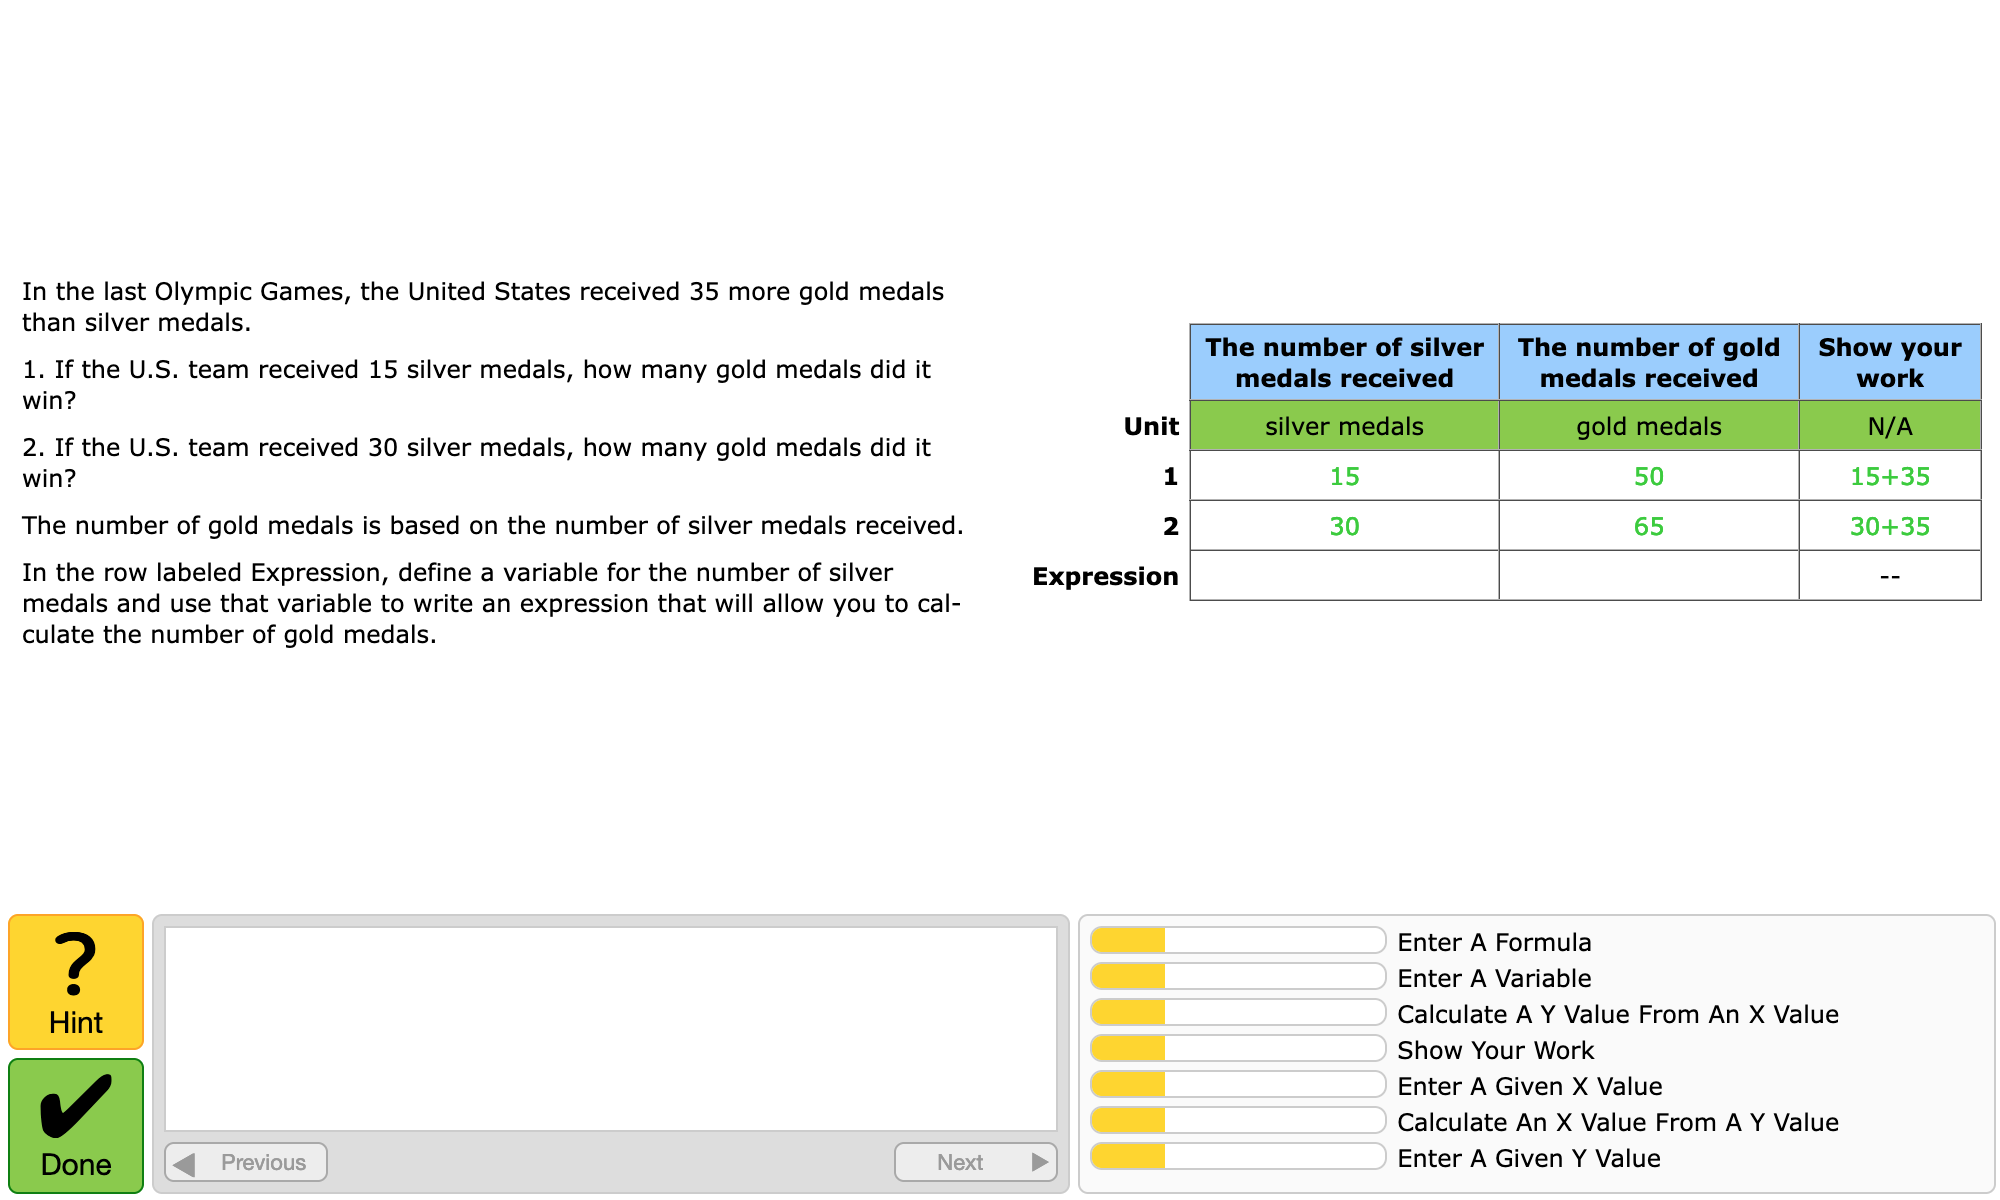 In the last Olympic Games, the United States received 35 more gold medals
than silver medals.
1. If the U.S. team received 15 silver medals, how many gold medals did it
win?
2. If the U.S. team received 30 silver medals, how many gold medals did it
win?
The number of gold medals is based on the number of silver medals received.
In the row labeled Expression, define a variable for the number of silver
medals and use that variable to write an expression that will allow you to cal-
culate the number of gold medals.
The number of silver medals received The number of gold medals received Show your work
Unit silver medals gold medals N/A
1 15 50 15+35
2 30 65 30+35
Expression --
?
Hint
Done
Previous
Next
Enter A Formula
Enter A Variable
Calculate A Y Value From An X Value
Show Your Work
Enter A Given X Value
Calculate An X Value From A Y Value
Enter A Given Y Value